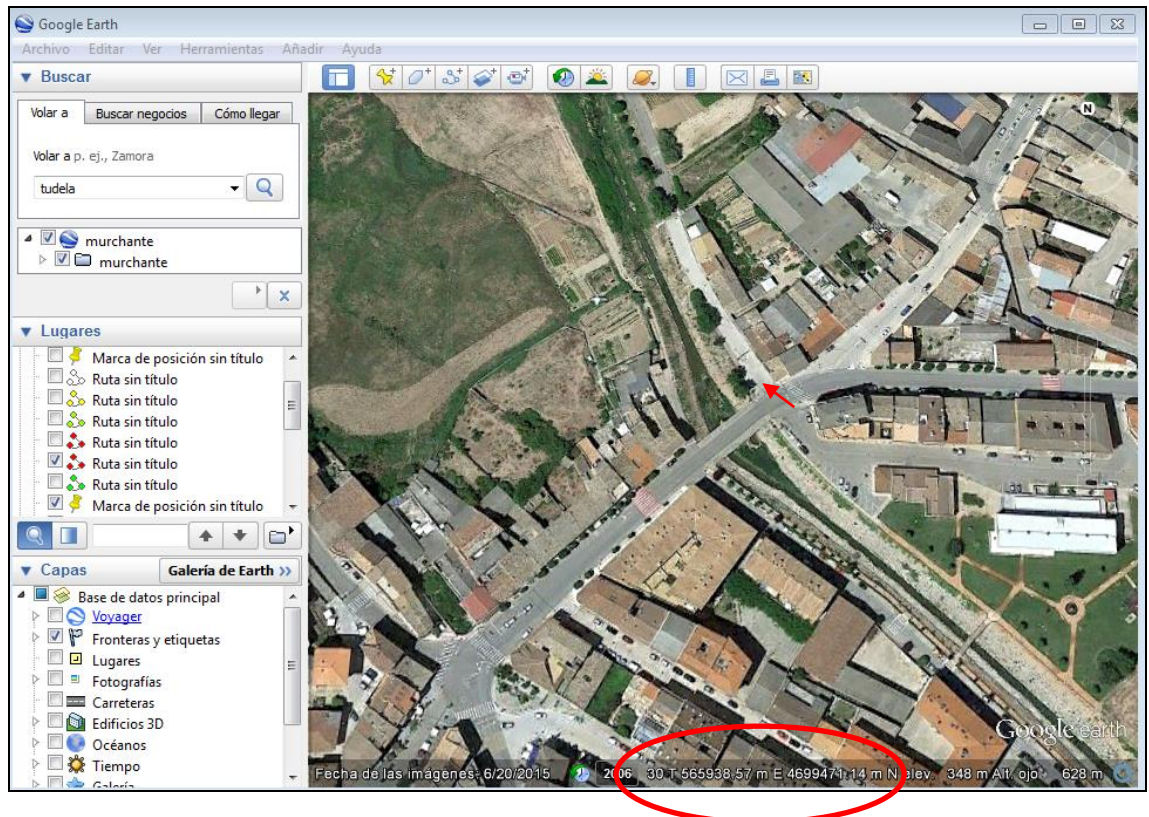 Google Earth
Archivo Editar Ver Herramientas Añadir Ayuda
Buscar
Volar a Buscar negocios Cómo llegar
Volar a p. ej., Zamora
tudela
murchante
murchante
Lugares
Marca de posición sin título
Ruta sin título
Ruta sin título
Ruta sin título
Ruta sin título
Ruta sin título
Ruta sin título
Marca de posición sin título
Capas Galería de Earth »
Base de datos principal
Voyager
Fronteras y etiquetas
Lugares
Fotografías
Carreteras
Edificios 3D
Océanos
Tiempo
Galería
N
Google earth
Fecha de las imágenes: 6/20/2015 2006 30 T 565938.57 m E 4699471.14 m N elev. 348 m Alt. ojo 628 m